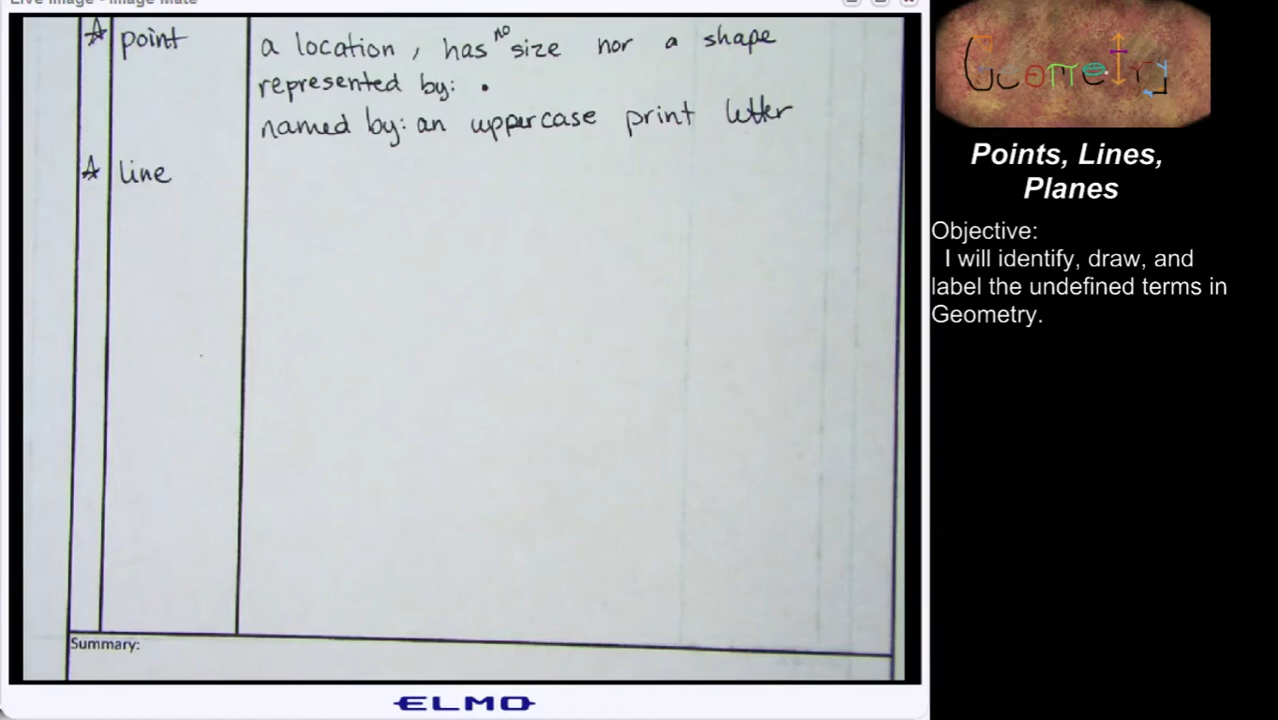 Live Image - Image Mate
☆ point
a location, has no size nor a shape
represented by: •
named by: an uppercase print letter
☆ line
Summary:
ELMO
Geometry
Points, Lines,
Planes
Objective:
I will identify, draw, and
label the undefined terms in
Geometry.